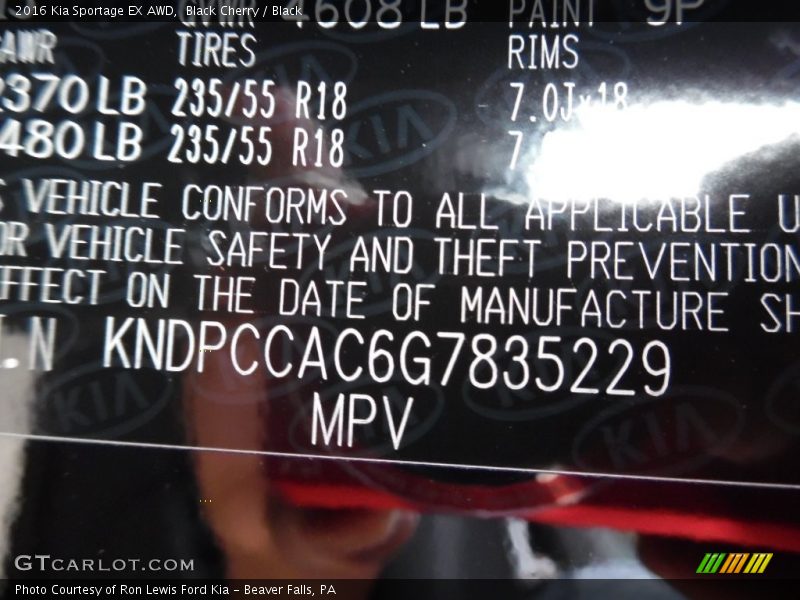 2016 Kia Sportage EX AWD, Black Cherry / Black
4608 LB PAINT 9P
TIRES RIMS
2370 LB 235/55 R18 7.0Jx18
480 LB 235/55 R18 7
VEHICLE CONFORMS TO ALL APPLICABLE U
OR VEHICLE SAFETY AND THEFT PREVENTION
EFFECT ON THE DATE OF MANUFACTURE SH
KNDPCCAC6G7835229
MPV
GTCARLOT.COM
Photo Courtesy of Ron Lewis Ford Kia – Beaver Falls, PA